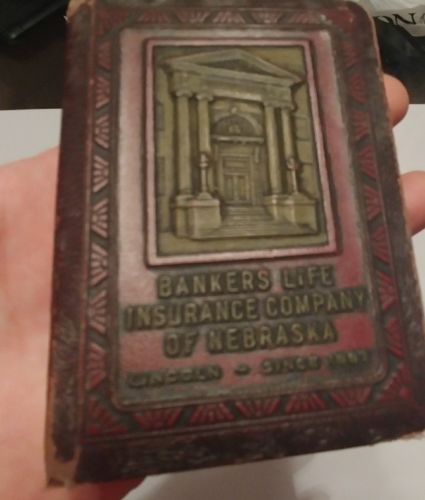 BANKERS LIFE
INSURANCE COMPANY
OF NEBRASKA
LINCOLN - SINCE 1887